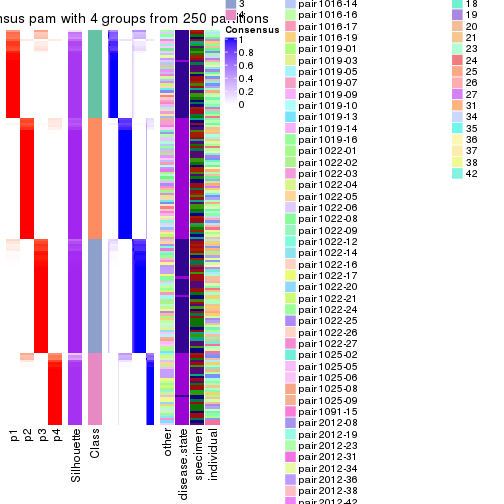 nsus pam with 4 groups from 250 partitions
3
4
Consensus
1
0.8
0.6
0.4
0.2
0
p1
p2
p3
p4
Silhouette
Class
other
disease.state
specimen
individual
pair1016-14
pair1016-16
pair1016-17
pair1016-19
pair1019-01
pair1019-03
pair1019-05
pair1019-07
pair1019-09
pair1019-10
pair1019-13
pair1019-14
pair1019-16
pair1022-01
pair1022-02
pair1022-03
pair1022-04
pair1022-05
pair1022-06
pair1022-08
pair1022-09
pair1022-12
pair1022-14
pair1022-16
pair1022-17
pair1022-20
pair1022-21
pair1022-24
pair1022-25
pair1022-26
pair1022-27
pair1025-02
pair1025-05
pair1025-06
pair1025-08
pair1025-09
pair1091-15
pair2012-08
pair2012-19
pair2012-23
pair2012-31
pair2012-34
pair2012-36
pair2012-38
pair2012-42
18
19
20
21
23
24
25
26
27
31
34
35
36
37
38
42